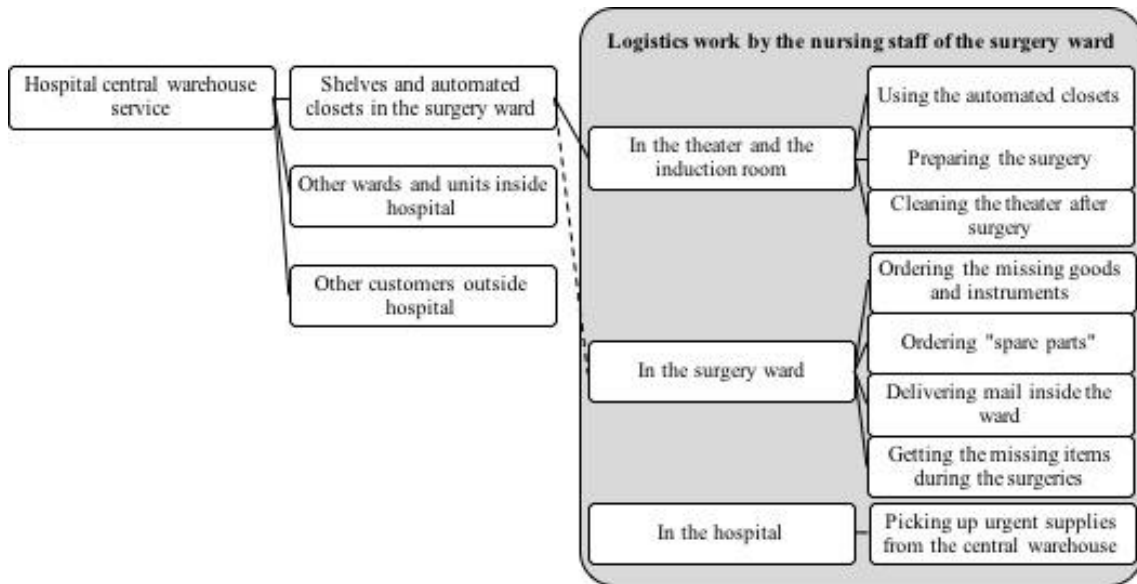 Logistics work by the nursing staff of the surgery ward
Hospital central warehouse
service
Shelves and automated
closets in the surgery ward
Other wards and units inside
hospital
Other customers outside
hospital
In the theater and the
induction room
Using the automated closets
Preparing the surgery
Cleaning the theater after
surgery
In the surgery ward
Ordering the missing goods
and instruments
Ordering "spare parts"
Delivering mail inside the
ward
Getting the missing items
during the surgeries
In the hospital
Picking up urgent supplies
from the central warehouse